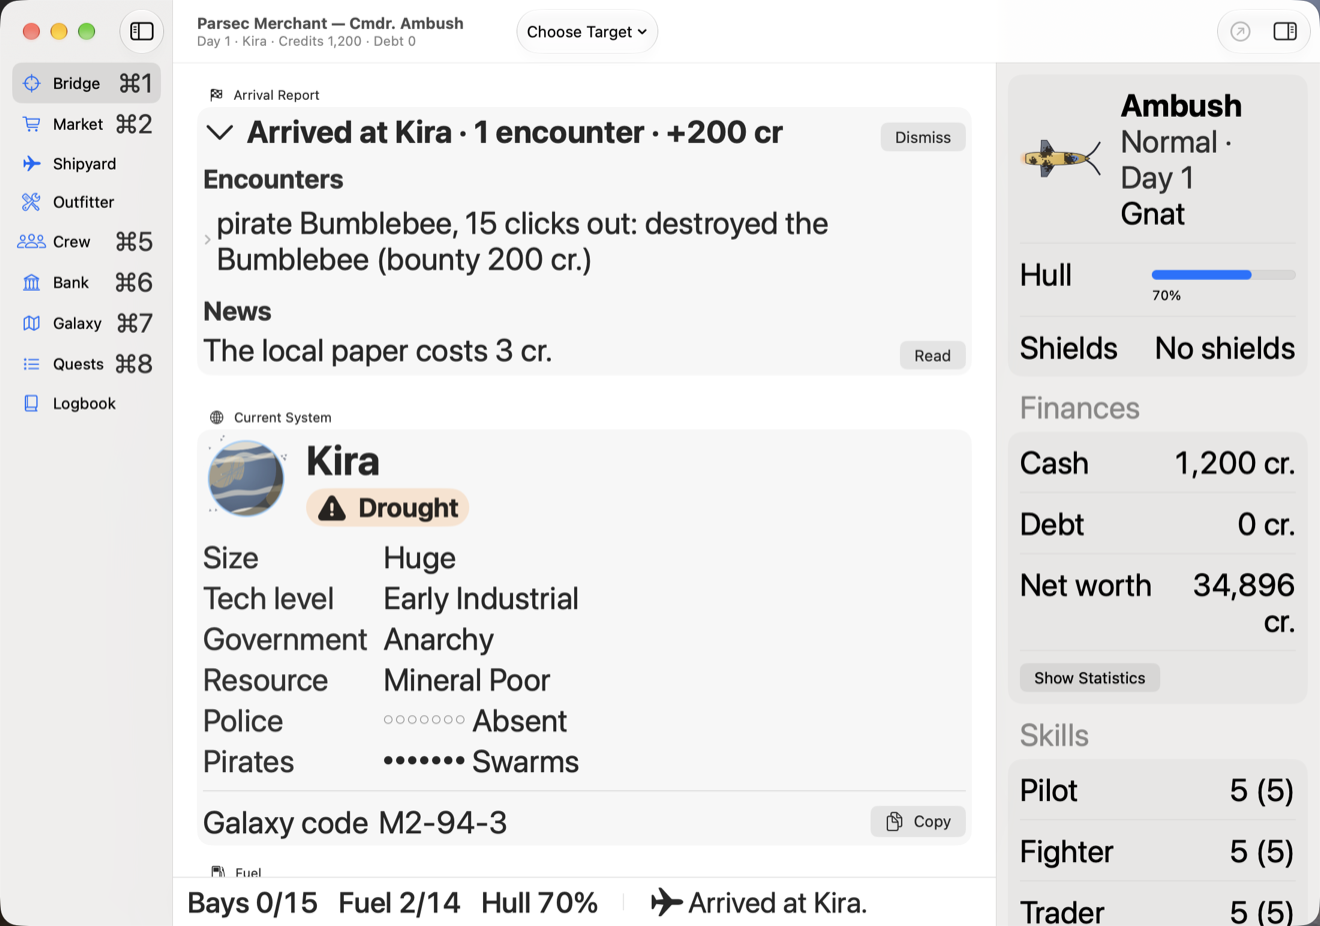 Parsec Merchant — Cmdr. Ambush
Day 1 · Kira · Credits 1,200 · Debt 0
Choose Target
Bridge ⌘1
Market ⌘2
Shipyard
Outfitter
Crew ⌘5
Bank ⌘6
Galaxy ⌘7
Quests ⌘8
Logbook
Arrival Report
Arrived at Kira · 1 encounter · +200 cr
Dismiss
Encounters
pirate Bumblebee, 15 clicks out: destroyed the
Bumblebee (bounty 200 cr.)
News
The local paper costs 3 cr.
Read
Current System
Kira
Drought
Size Huge
Tech level Early Industrial
Government Anarchy
Resource Mineral Poor
Police Absent
Pirates Swarms
Galaxy code M2-94-3
Copy
Fuel
Bays 0/15 Fuel 2/14 Hull 70% Arrived at Kira.
Ambush
Normal ·
Day 1
Gnat
Hull
70%
Shields No shields
Finances
Cash 1,200 cr.
Debt 0 cr.
Net worth 34,896
cr.
Show Statistics
Skills
Pilot 5 (5)
Fighter 5 (5)
Trader 5 (5)